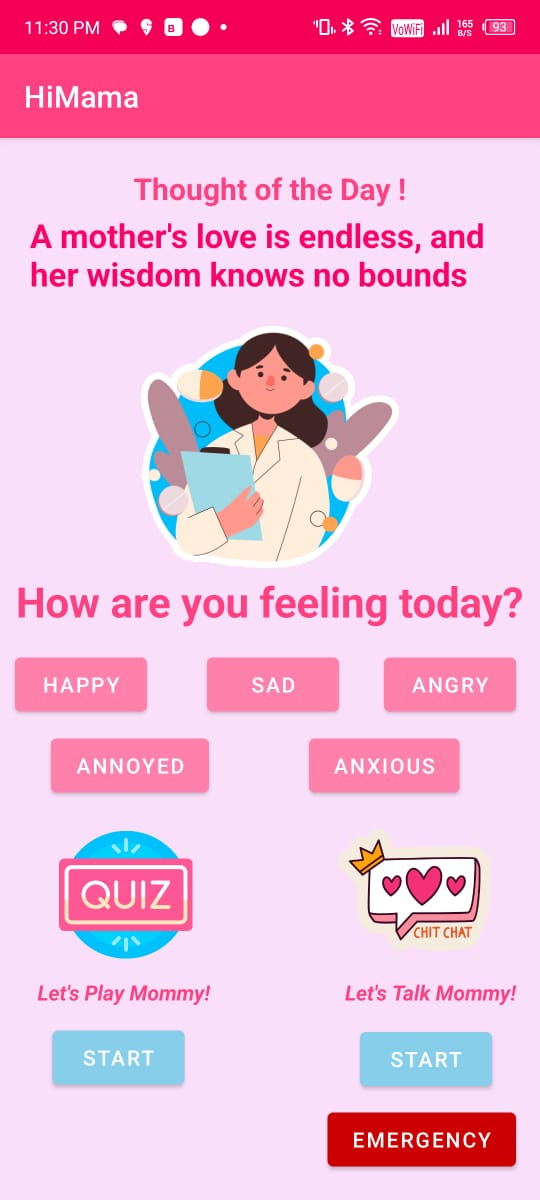 11:30 PM
B
VoWiFi
165
B/S
93
HiMama
Thought of the Day !
A mother's love is endless, and
her wisdom knows no bounds
How are you feeling today?
HAPPY
SAD
ANGRY
ANNOYED
ANXIOUS
QUIZ
CHIT CHAT
Let's Play Mommy!
Let's Talk Mommy!
START
START
EMERGENCY